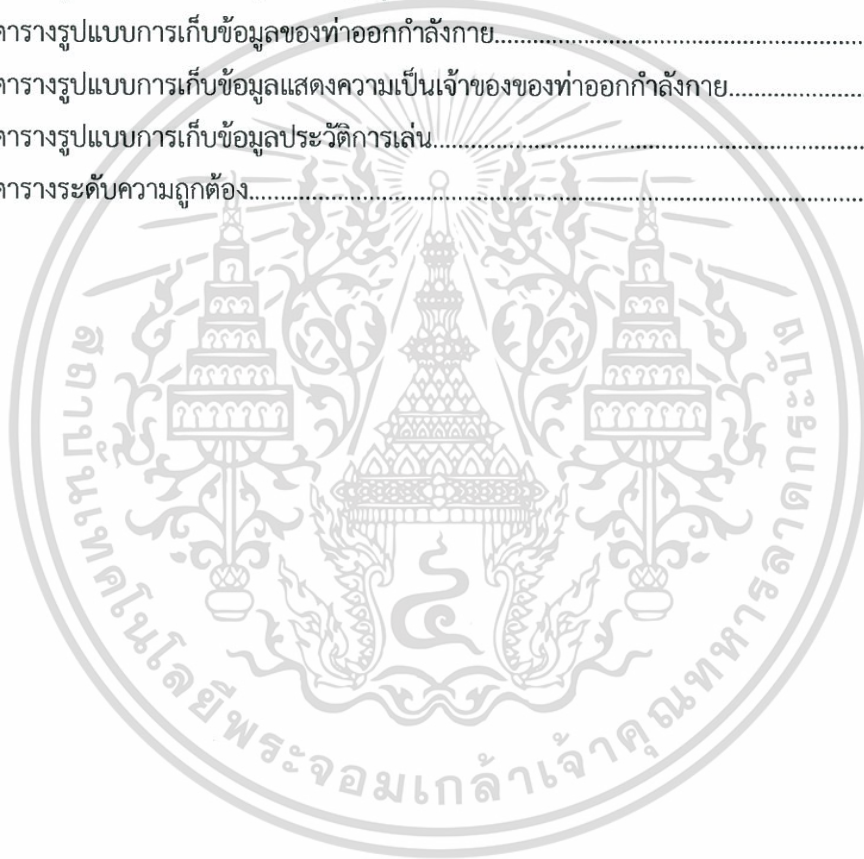 ตารางรูปแบบการเก็บข้อมูลของท่าออกกำลังกาย
ตารางรูปแบบการเก็บข้อมูลแสดงความเป็นเจ้าของของท่าออกกำลังกาย
ตารางรูปแบบการเก็บข้อมูลประวัติการเล่น
ตารางระดับความถูกต้อง
สถาบันเทคโนโลยีพระจอมเกล้าเจ้าคุณทหารลาดกระบัง
๔